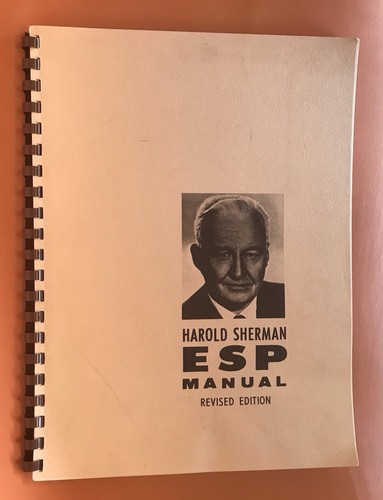 HAROLD SHERMAN
ESP
MANUAL
REVISED EDITION